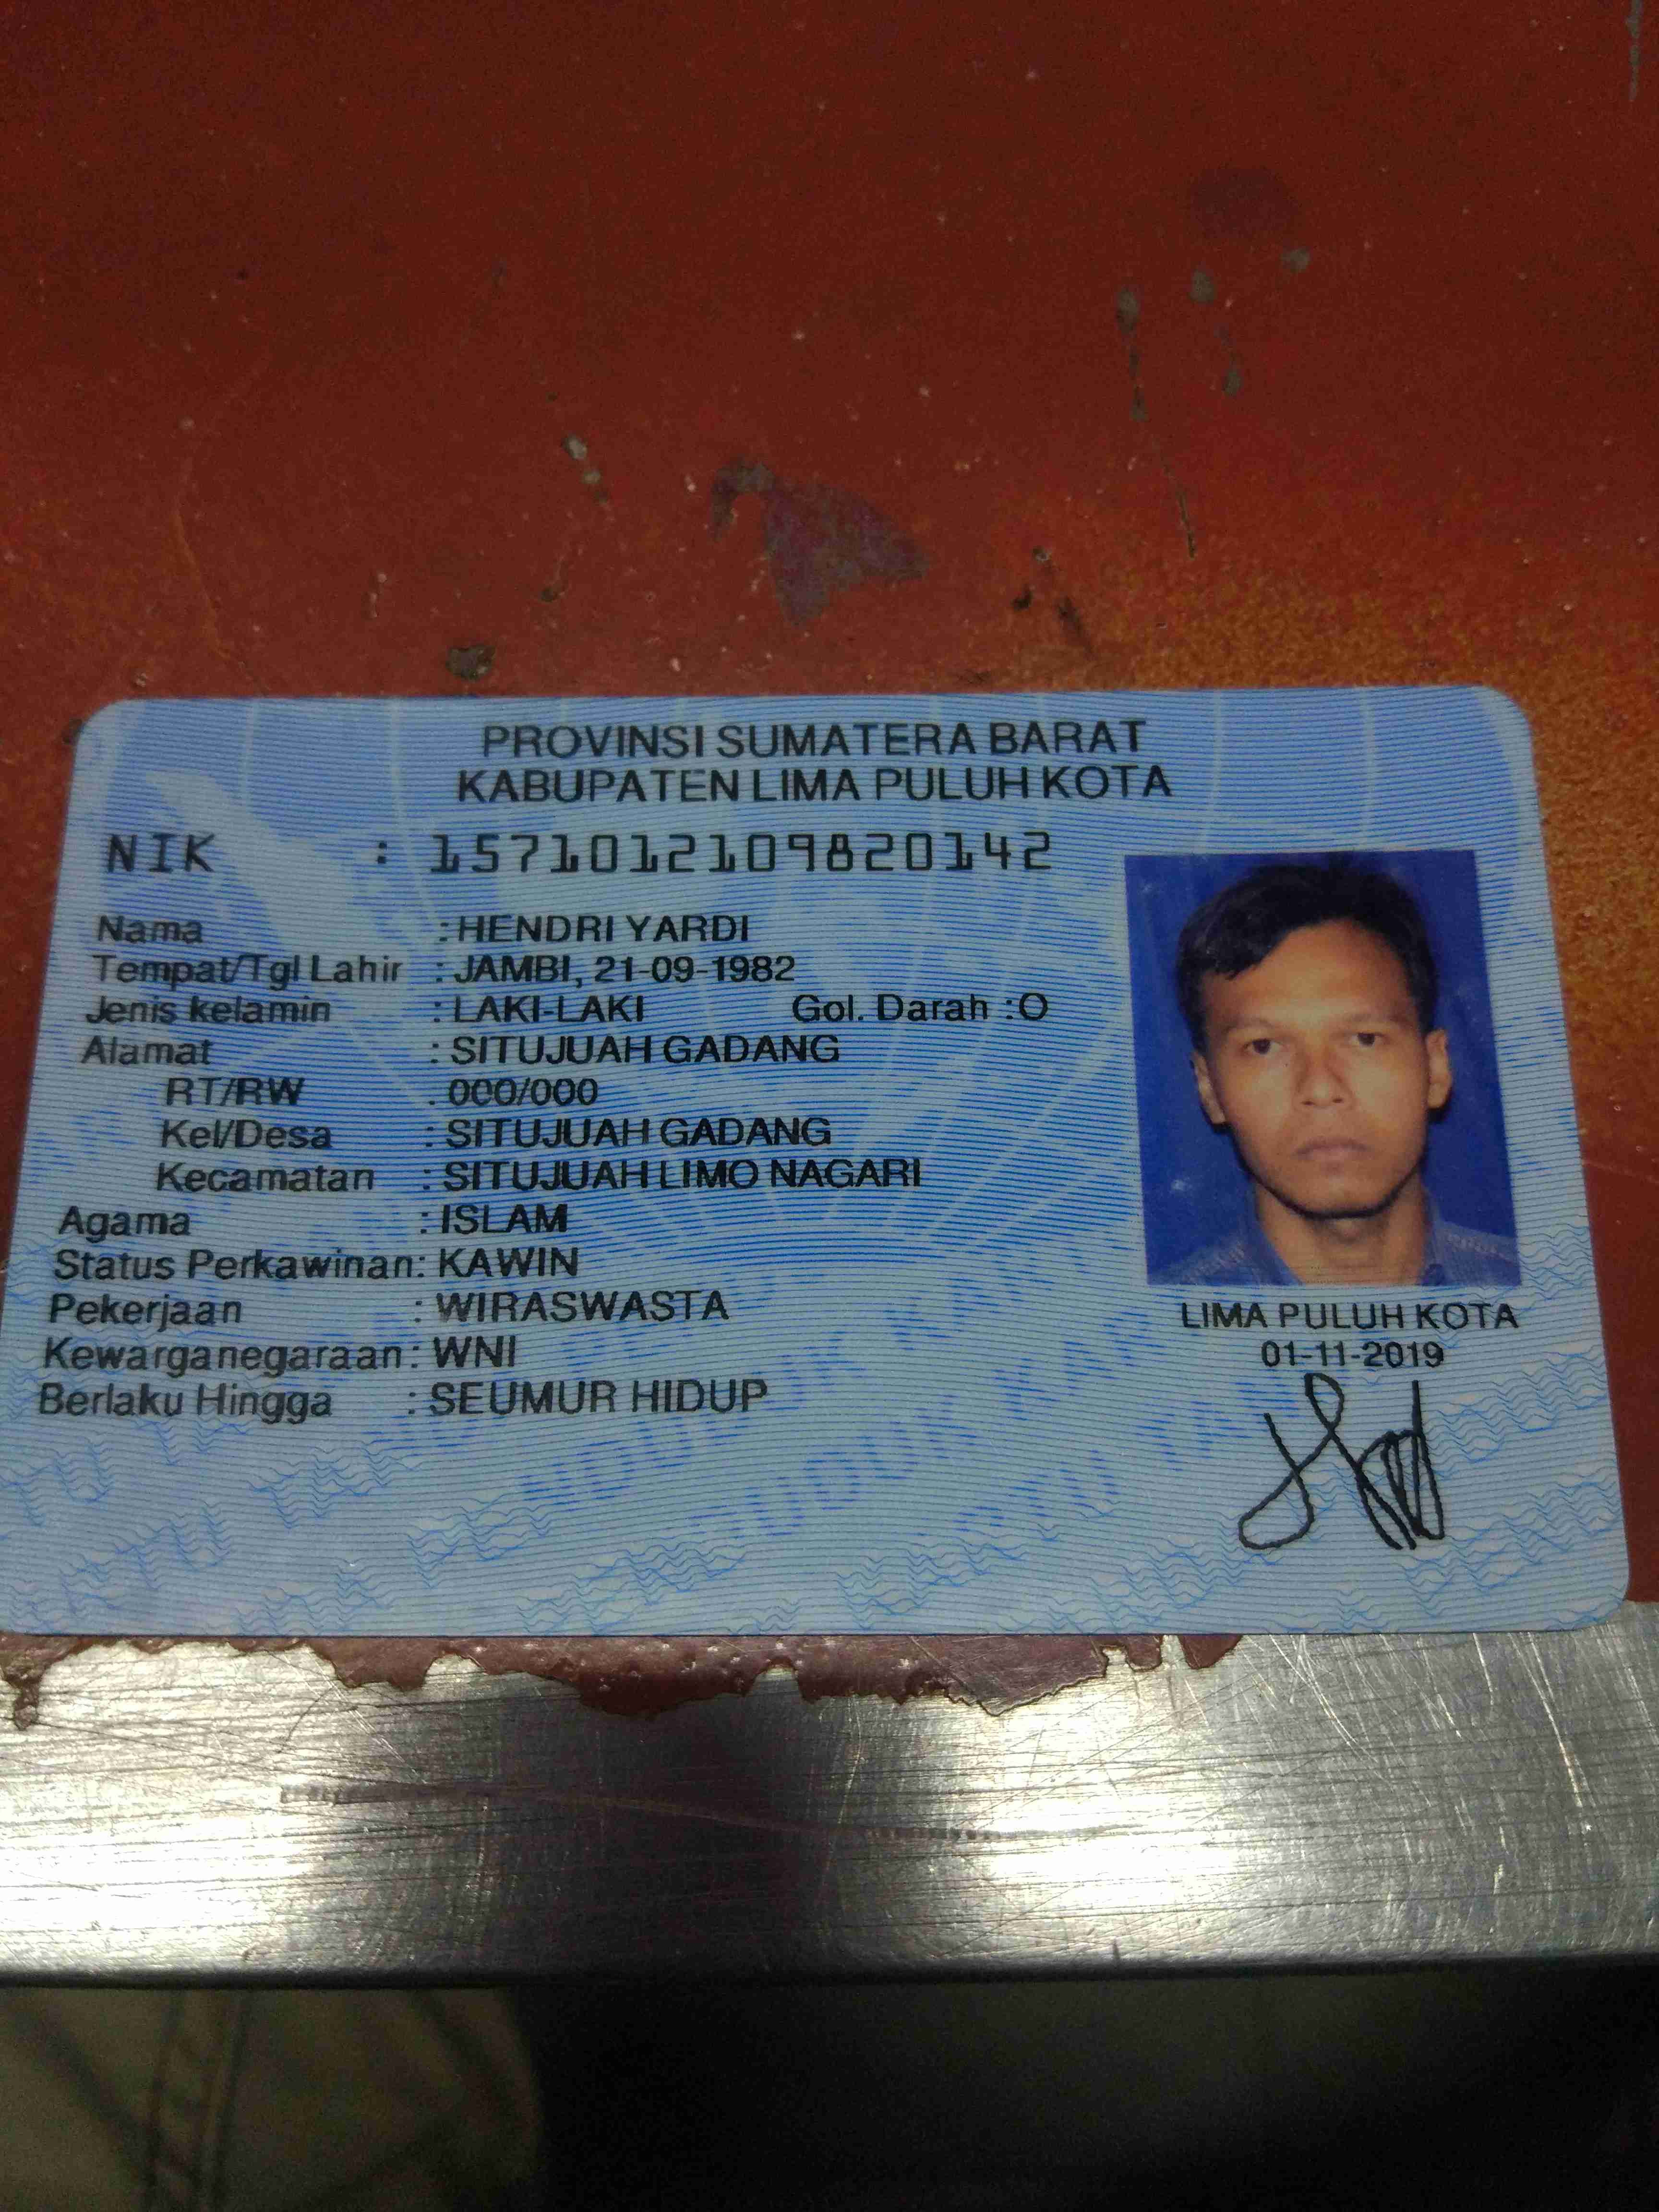 PROVINSI SUMATERA BARAT
KABUPATEN LIMA PULUH KOTA
NIK : 1571012109820142
Nama : HENDRI YARDI
Tempat/Tgl Lahir : JAMBI, 21-09-1982
Jenis kelamin : LAKI-LAKI Gol. Darah : O
Alamat : SITUJUAH GADANG
RT/RW : 000/000
Kel/Desa : SITUJUAH GADANG
Kecamatan : SITUJUAH LIMO NAGARI
Agama : ISLAM
Status Perkawinan : KAWIN
Pekerjaan : WIRASWASTA
Kewarganegaraan : WNI
Berlaku Hingga : SEUMUR HIDUP
LIMA PULUH KOTA
01-11-2019